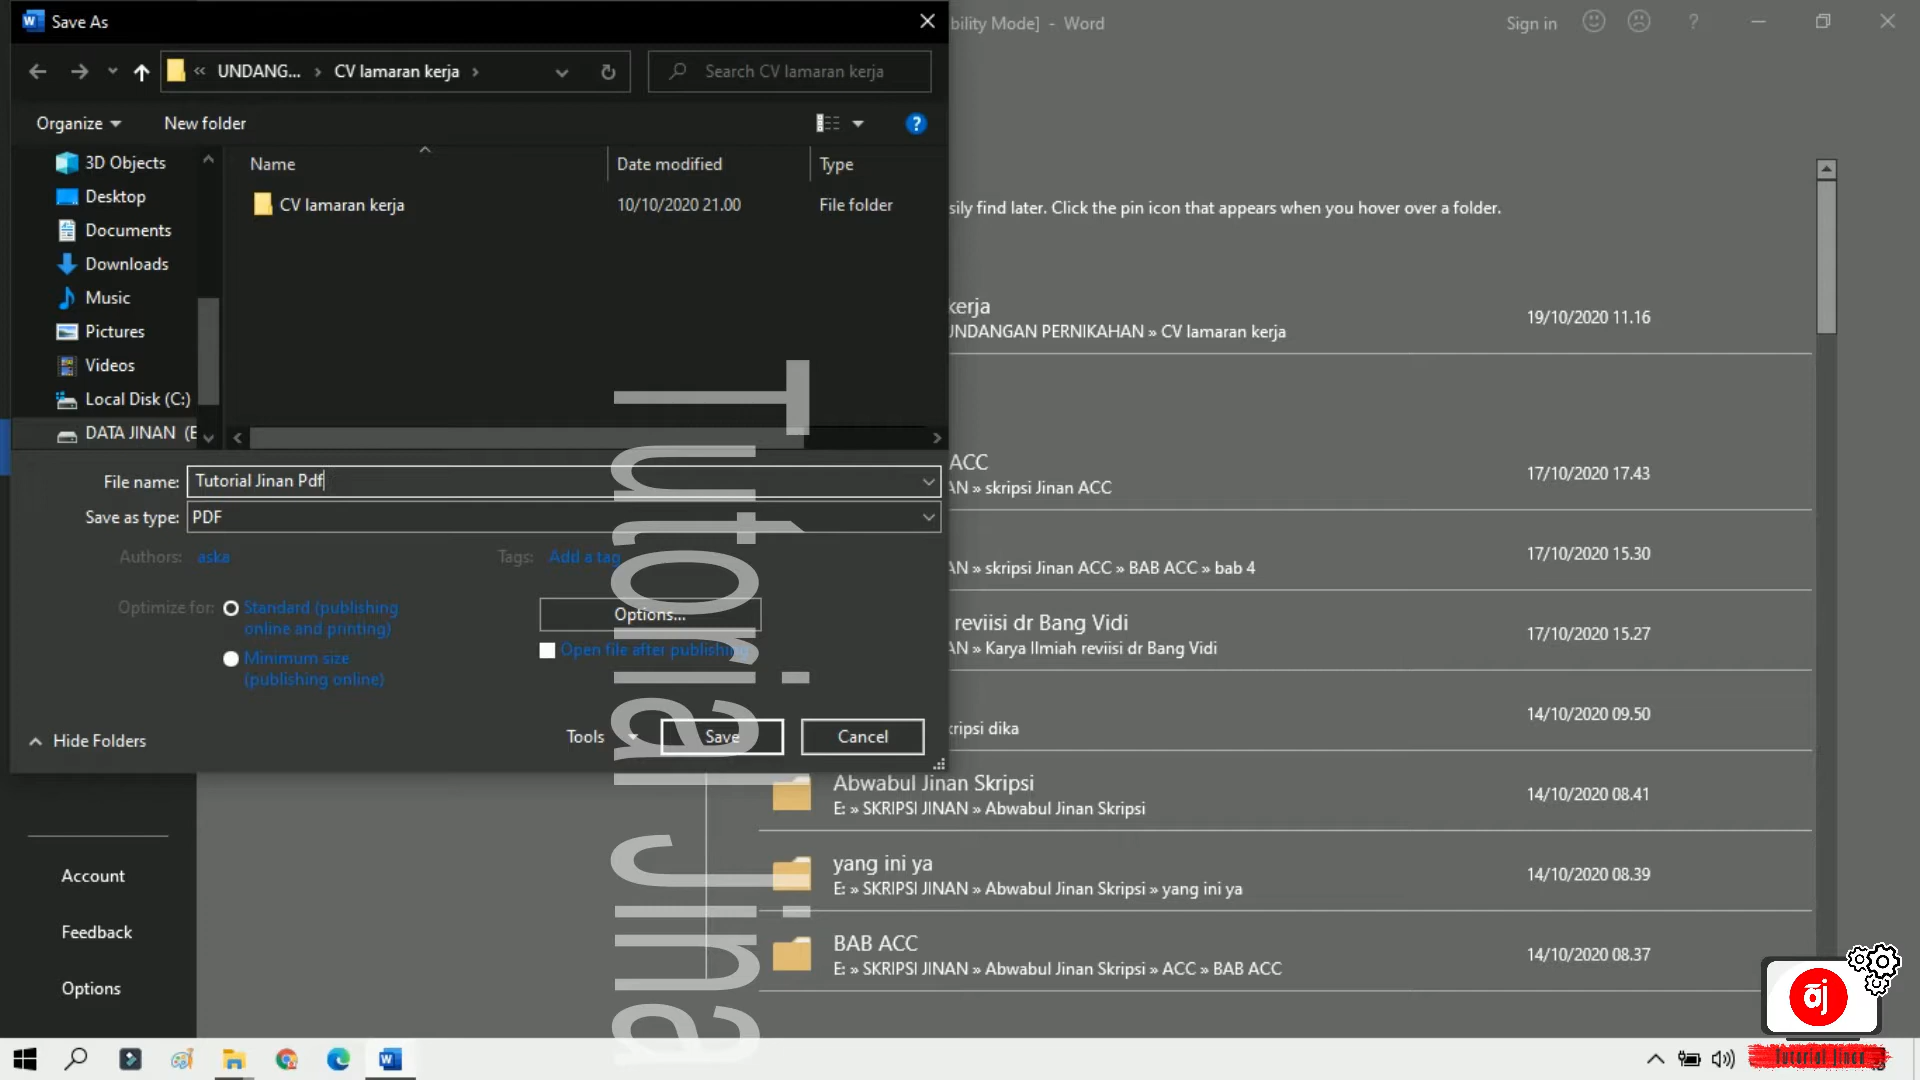 Save As
bility Mode] - Word
Sign in
?
« UNDANG... › CV lamaran kerja ›
Search CV lamaran kerja
Organize
New folder
?
3D Objects
Desktop
Documents
Downloads
Music
Pictures
Videos
Local Disk (C:)
DATA JINAN (E
Name
Date modified
Type
CV lamaran kerja
10/10/2020 21.00
File folder
File name: Tutorial Jinan Pdf
Save as type: PDF
Authors: aska
Tags: Add a tag
Optimize for:
Standard (publishing
online and printing)
Minimum size
(publishing online)
Options...
Open file after publishing
Hide Folders
Tools
Save
Cancel
sily find later. Click the pin icon that appears when you hover over a folder.
kerja
19/10/2020 11.16
UNDANGAN PERNIKAHAN » CV lamaran kerja
ACC
17/10/2020 17.43
AN » skripsi Jinan ACC
17/10/2020 15.30
AN » skripsi Jinan ACC » BAB ACC » bab 4
reviisi dr Bang Vidi
17/10/2020 15.27
AN » Karya Ilmiah reviisi dr Bang Vidi
14/10/2020 09.50
kripsi dika
Abwabul Jinan Skripsi
14/10/2020 08.41
E: » SKRIPSI JINAN » Abwabul Jinan Skripsi
yang ini ya
14/10/2020 08.39
E: » SKRIPSI JINAN » Abwabul Jinan Skripsi » yang ini ya
BAB ACC
14/10/2020 08.37
E: » SKRIPSI JINAN » Abwabul Jinan Skripsi » ACC » BAB ACC
Account
Feedback
Options
Tutorial Jina
aj
Tutorial Jinan